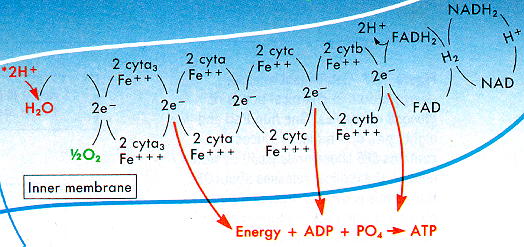 NADH₂
2H⁺
FADH₂
H⁺
H₂
2 cytb
Fe++
2 cytc
Fe++
2 cyta
Fe++
2 cyta₃
Fe++
*2H⁺
H₂O
2e⁻
2e⁻
2e⁻
2e⁻
2e⁻
NAD
FAD
2 cytb
Fe+++
2 cytc
Fe+++
2 cyta
Fe+++
2 cyta₃
Fe+++
½O₂
Inner membrane
Energy + ADP + PO₄ → ATP